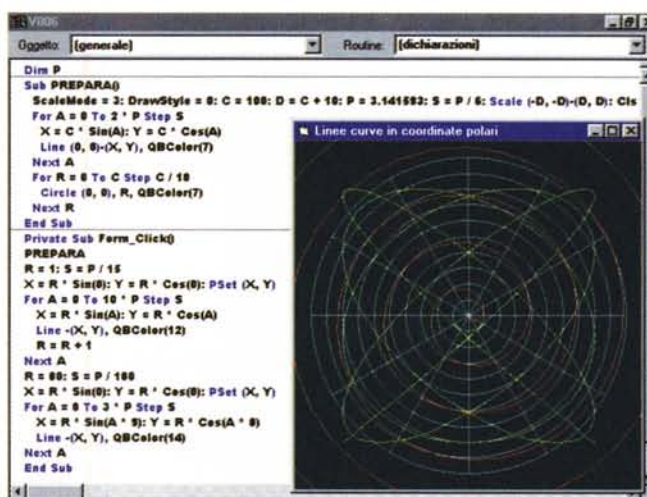 V806
Oggetto: (generale) Routine: (dichiarazioni)
Dim P
Sub PREPARA()
ScaleMode = 3: DrawStyle = 0: C = 100: D = C + 10: P = 3.141593: S = P / 6: Scale (-D, -D)-(D, D): Cls
For A = 0 To 2 * P Step S
X = C * Sin(A): Y = C * Cos(A)
Line (0, 0)-(X, Y), QBColor(7)
Next A
For R = 0 To C Step C / 10
Circle (0, 0), R, QBColor(7)
Next R
End Sub
Private Sub Form_Click()
PREPARA
R = 1: S = P / 15
X = R * Sin(0): Y = R * Cos(0): PSet (X, Y)
For A = 0 To 10 * P Step S
X = R * Sin(A): Y = R * Cos(A)
Line -(X, Y), QBColor(12)
R = R + 1
Next A
R = 80: S = P / 100
X = R * Sin(0): Y = R * Cos(0): PSet (X, Y)
For A = 0 To 3 * P Step S
X = R * Sin(A * 9): Y = R * Cos(A * 8)
Line -(X, Y), QBColor(14)
Next A
End Sub
Linee curve in coordinate polari